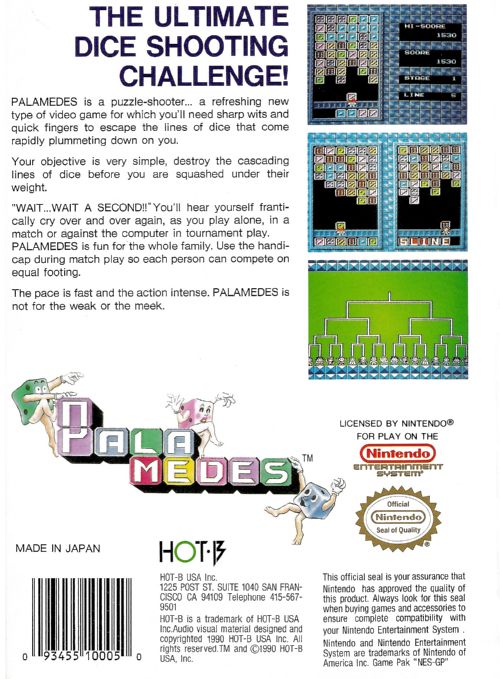 THE ULTIMATE
DICE SHOOTING
CHALLENGE!
PALAMEDES is a puzzle-shooter... a refreshing new
type of video game for which you'll need sharp wits and
quick fingers to escape the lines of dice that come
rapidly plummeting down on you.
Your objective is very simple, destroy the cascading
lines of dice before you are squashed under their
weight.
"WAIT...WAIT A SECOND!!" You'll hear yourself franti-
cally cry over and over again, as you play alone, in a
match or against the computer in tournament play.
PALAMEDES is fun for the whole family. Use the handi-
cap during match play so each person can compete on
equal footing.
The pace is fast and the action intense. PALAMEDES is
not for the weak or the meek.
HI-SCORE
1530
SCORE
1530
STAGE 1
LINE 5
5LINE
PALA
MEDES™
LICENSED BY NINTENDO®
FOR PLAY ON THE
Nintendo
ENTERTAINMENT
SYSTEM®
Official
Nintendo
Seal of Quality
MADE IN JAPAN
HOT·B
HOT-B USA Inc.
1225 POST ST. SUITE 1040 SAN FRAN-
CISCO CA 94109 Telephone 415-567-
9501
HOT-B is a trademark of HOT-B USA
Inc.Audio visual material designed and
copyrighted 1990 HOT-B USA Inc. All
rights reserved.TM and ©1990 HOT-B
USA, Inc.
This official seal is your assurance that
Nintendo has approved the quality of
this product. Always look for this seal
when buying games and accessories to
ensure complete compatibility with
your Nintendo Entertainment System .
Nintendo and Nintendo Entertainment
System are trademarks of Nintendo of
America Inc. Game Pak "NES-GP"
0 93455 10005 0